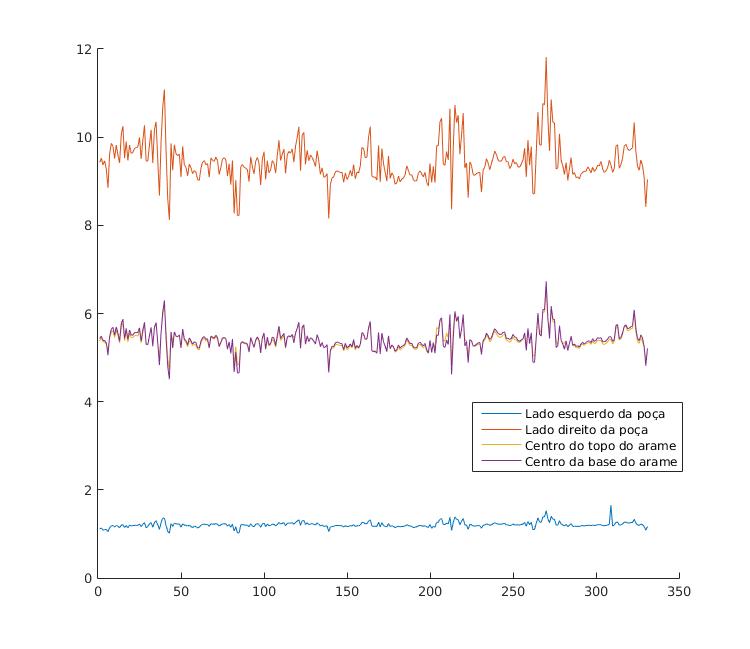 12
10
8
6
4
2
0
Lado esquerdo da poça
Lado direito da poça
Centro do topo do arame
Centro da base do arame
0 50 100 150 200 250 300 350